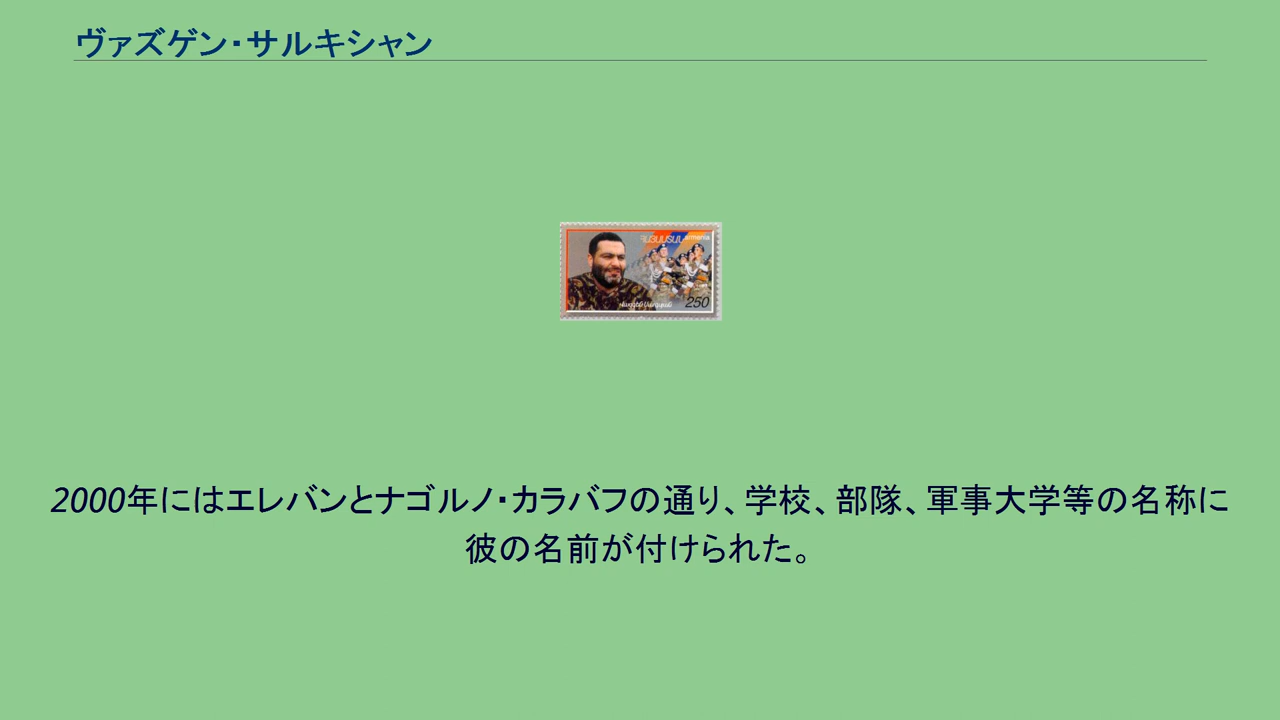 ヴァズゲン・サルキシャン
ՀԱՅԱՍՏԱՆ armenia
250
2000年にはエレバンとナゴルノ・カラバフの通り、学校、部隊、軍事大学等の名称に
彼の名前が付けられた。